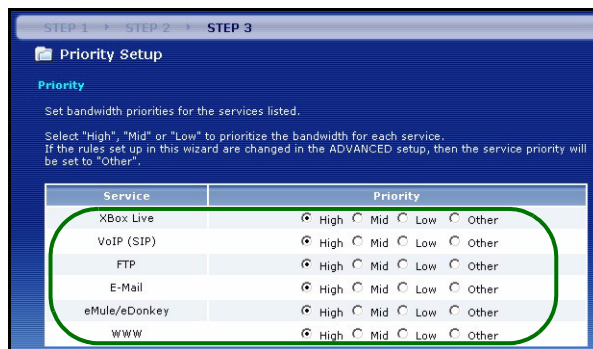 STEP 1 STEP 2 STEP 3
Priority Setup
Priority
Set bandwidth priorities for the services listed.
Select "High", "Mid" or "Low" to prioritize the bandwidth for each service.
If the rules set up in this wizard are changed in the ADVANCED setup, then the service priority will
be set to "Other".
Service Priority
XBox Live High Mid Low Other
VoIP (SIP) High Mid Low Other
FTP High Mid Low Other
E-Mail High Mid Low Other
eMule/eDonkey High Mid Low Other
WWW High Mid Low Other